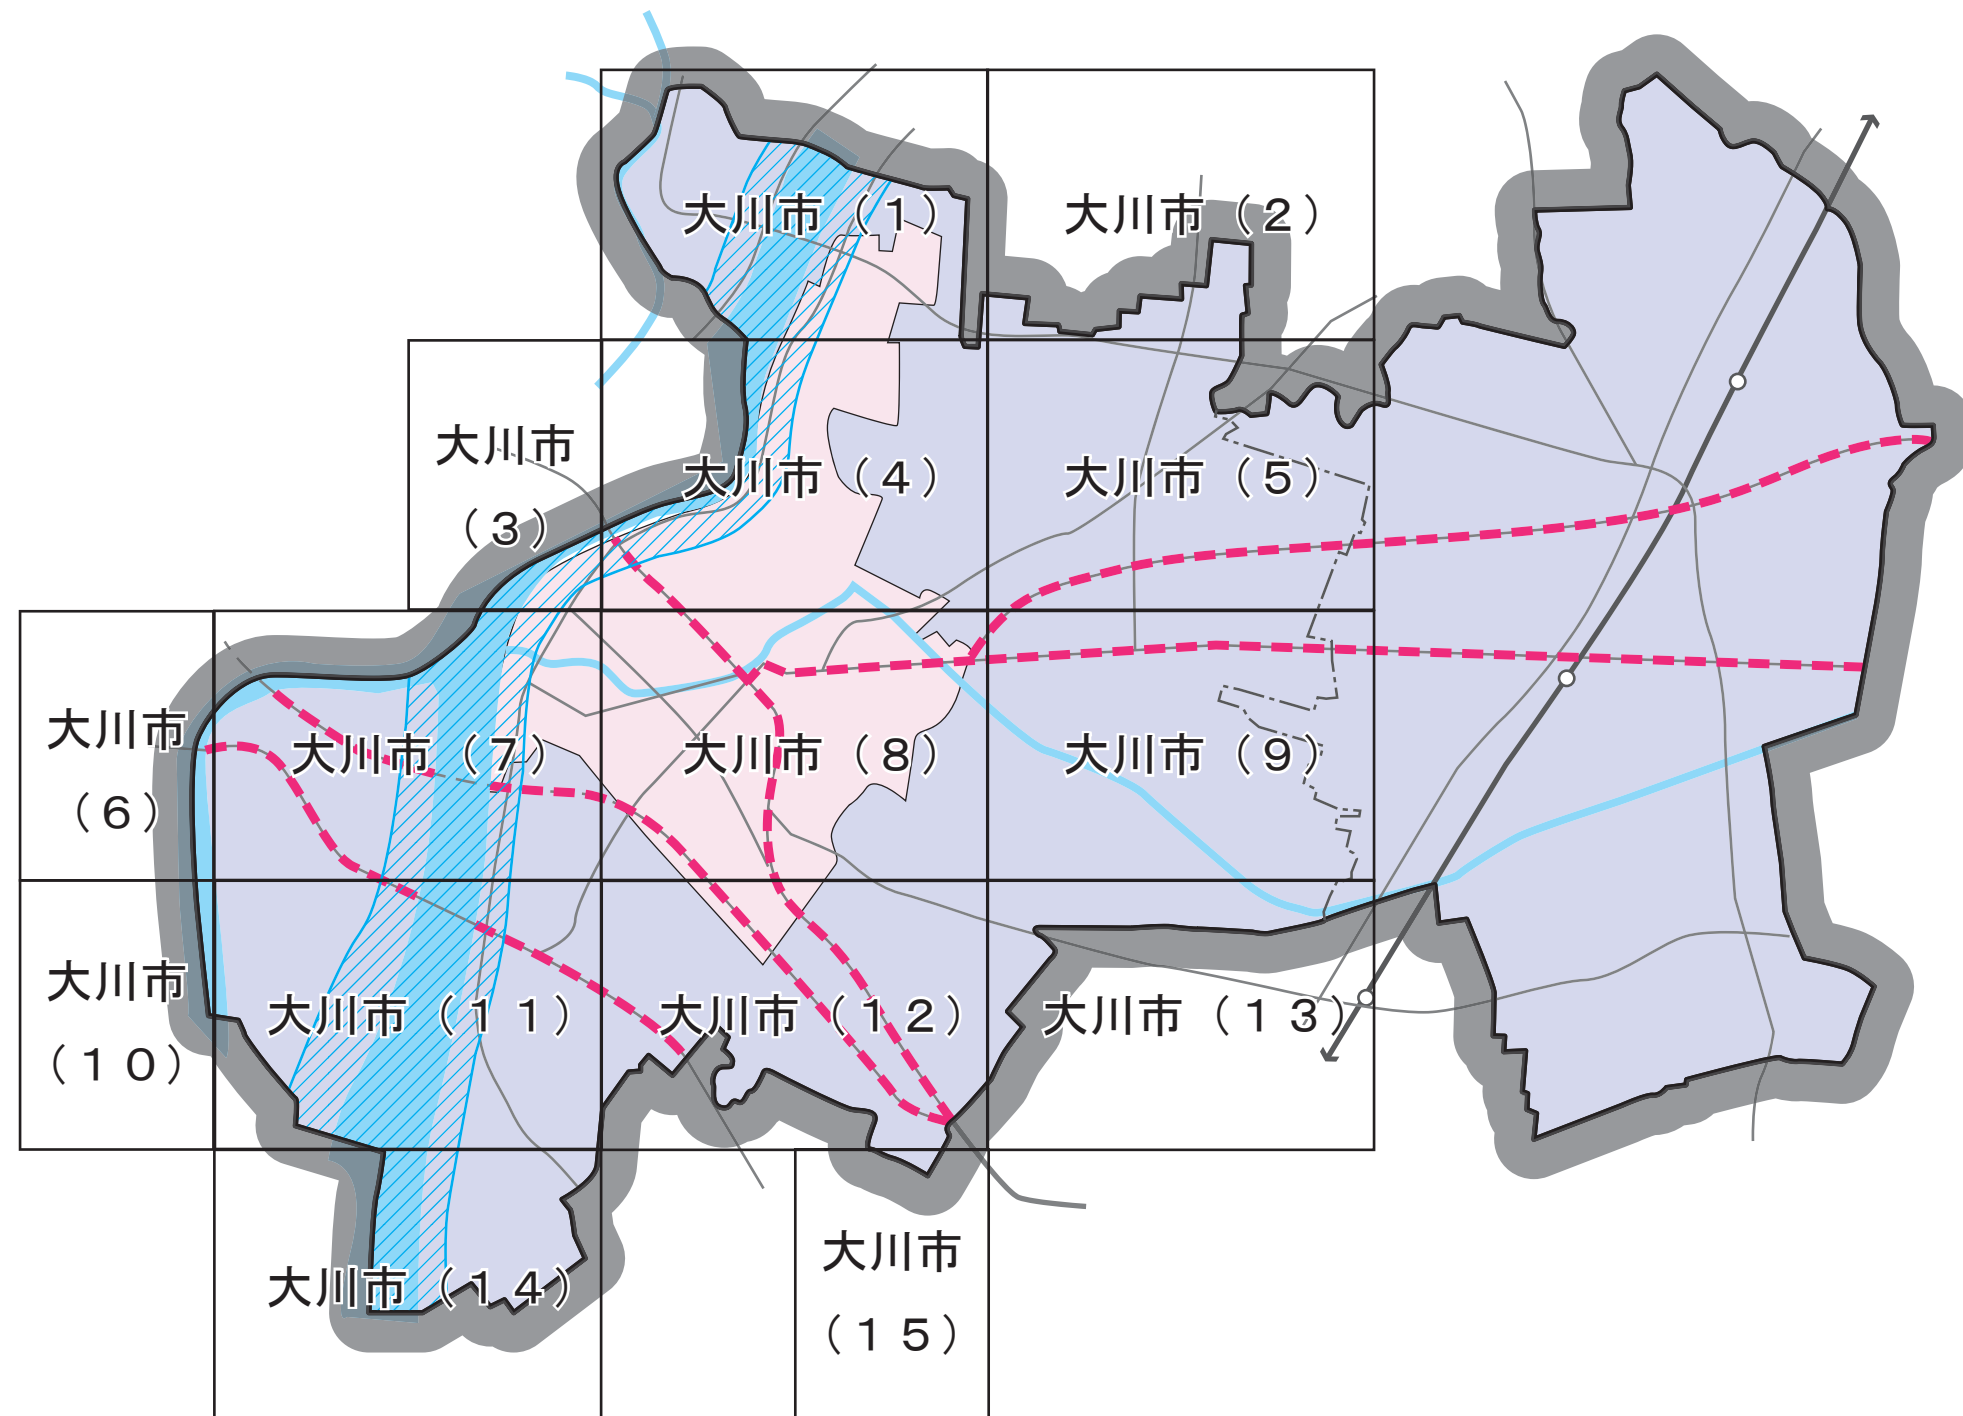 大川市（１）
大川市（２）
大川市
（３）
大川市（４）
大川市（５）
大川市
（６）
大川市（７）
大川市（８）
大川市（９）
大川市
（１０）
大川市（１１）
大川市（１２）
大川市（１３）
大川市（１４）
大川市
（１５）